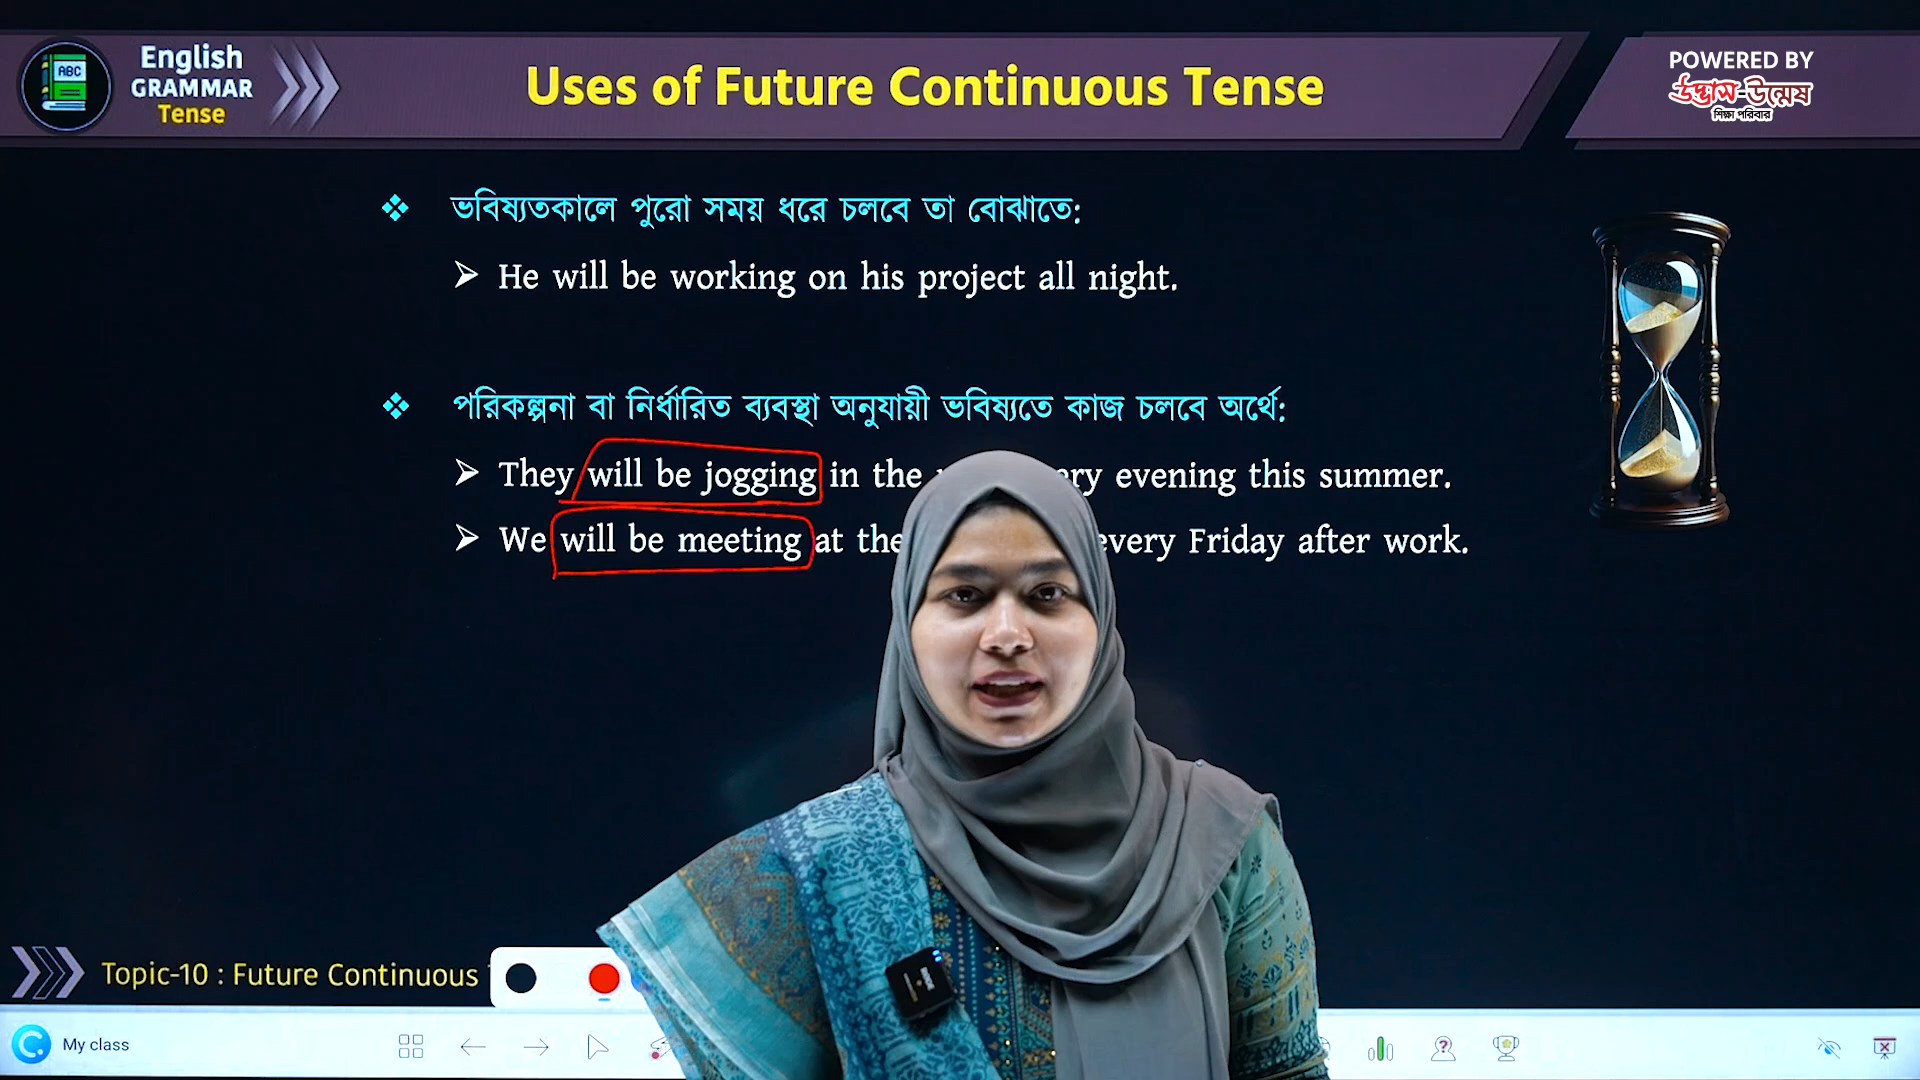 English
GRAMMAR
Tense
ABC
Uses of Future Continuous Tense
POWERED BY
উদ্ভাস-উন্মেষ
শিক্ষা পরিবার
ভবিষ্যতকালে পুরো সময় ধরে চলবে তা বোঝাতে:
He will be working on his project all night.
পরিকল্পনা বা নির্ধারিত ব্যবস্থা অনুযায়ী ভবিষ্যতে কাজ চলবে অর্থে:
They will be jogging in the evening this summer.
We will be meeting at the every Friday after work.
Topic-10 : Future Continuous
My class